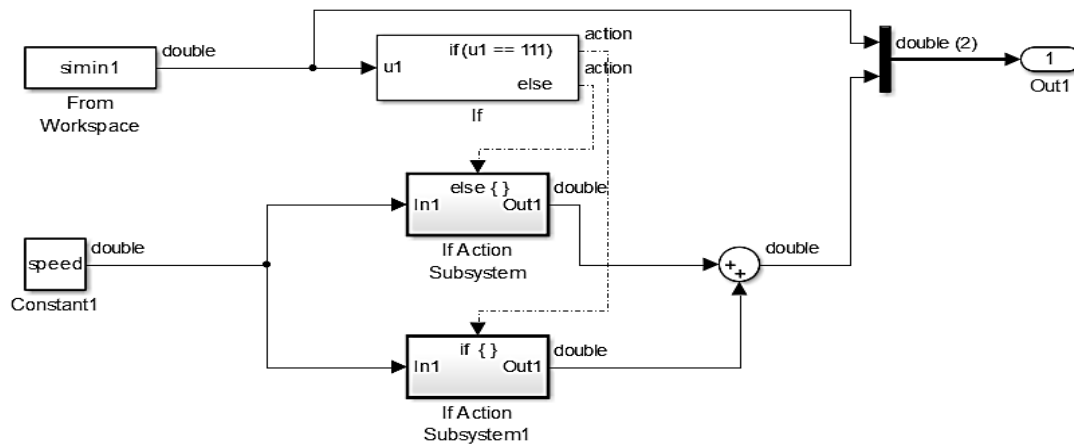 double
simin1
From
Workspace
u1
if(u1 == 111)
else
If
action
action
double (2)
1
Out1
else { }
In1
Out1
double
If Action
Subsystem
speed
double
Constant1
+
+
double
if { }
In1
Out1
double
If Action
Subsystem1